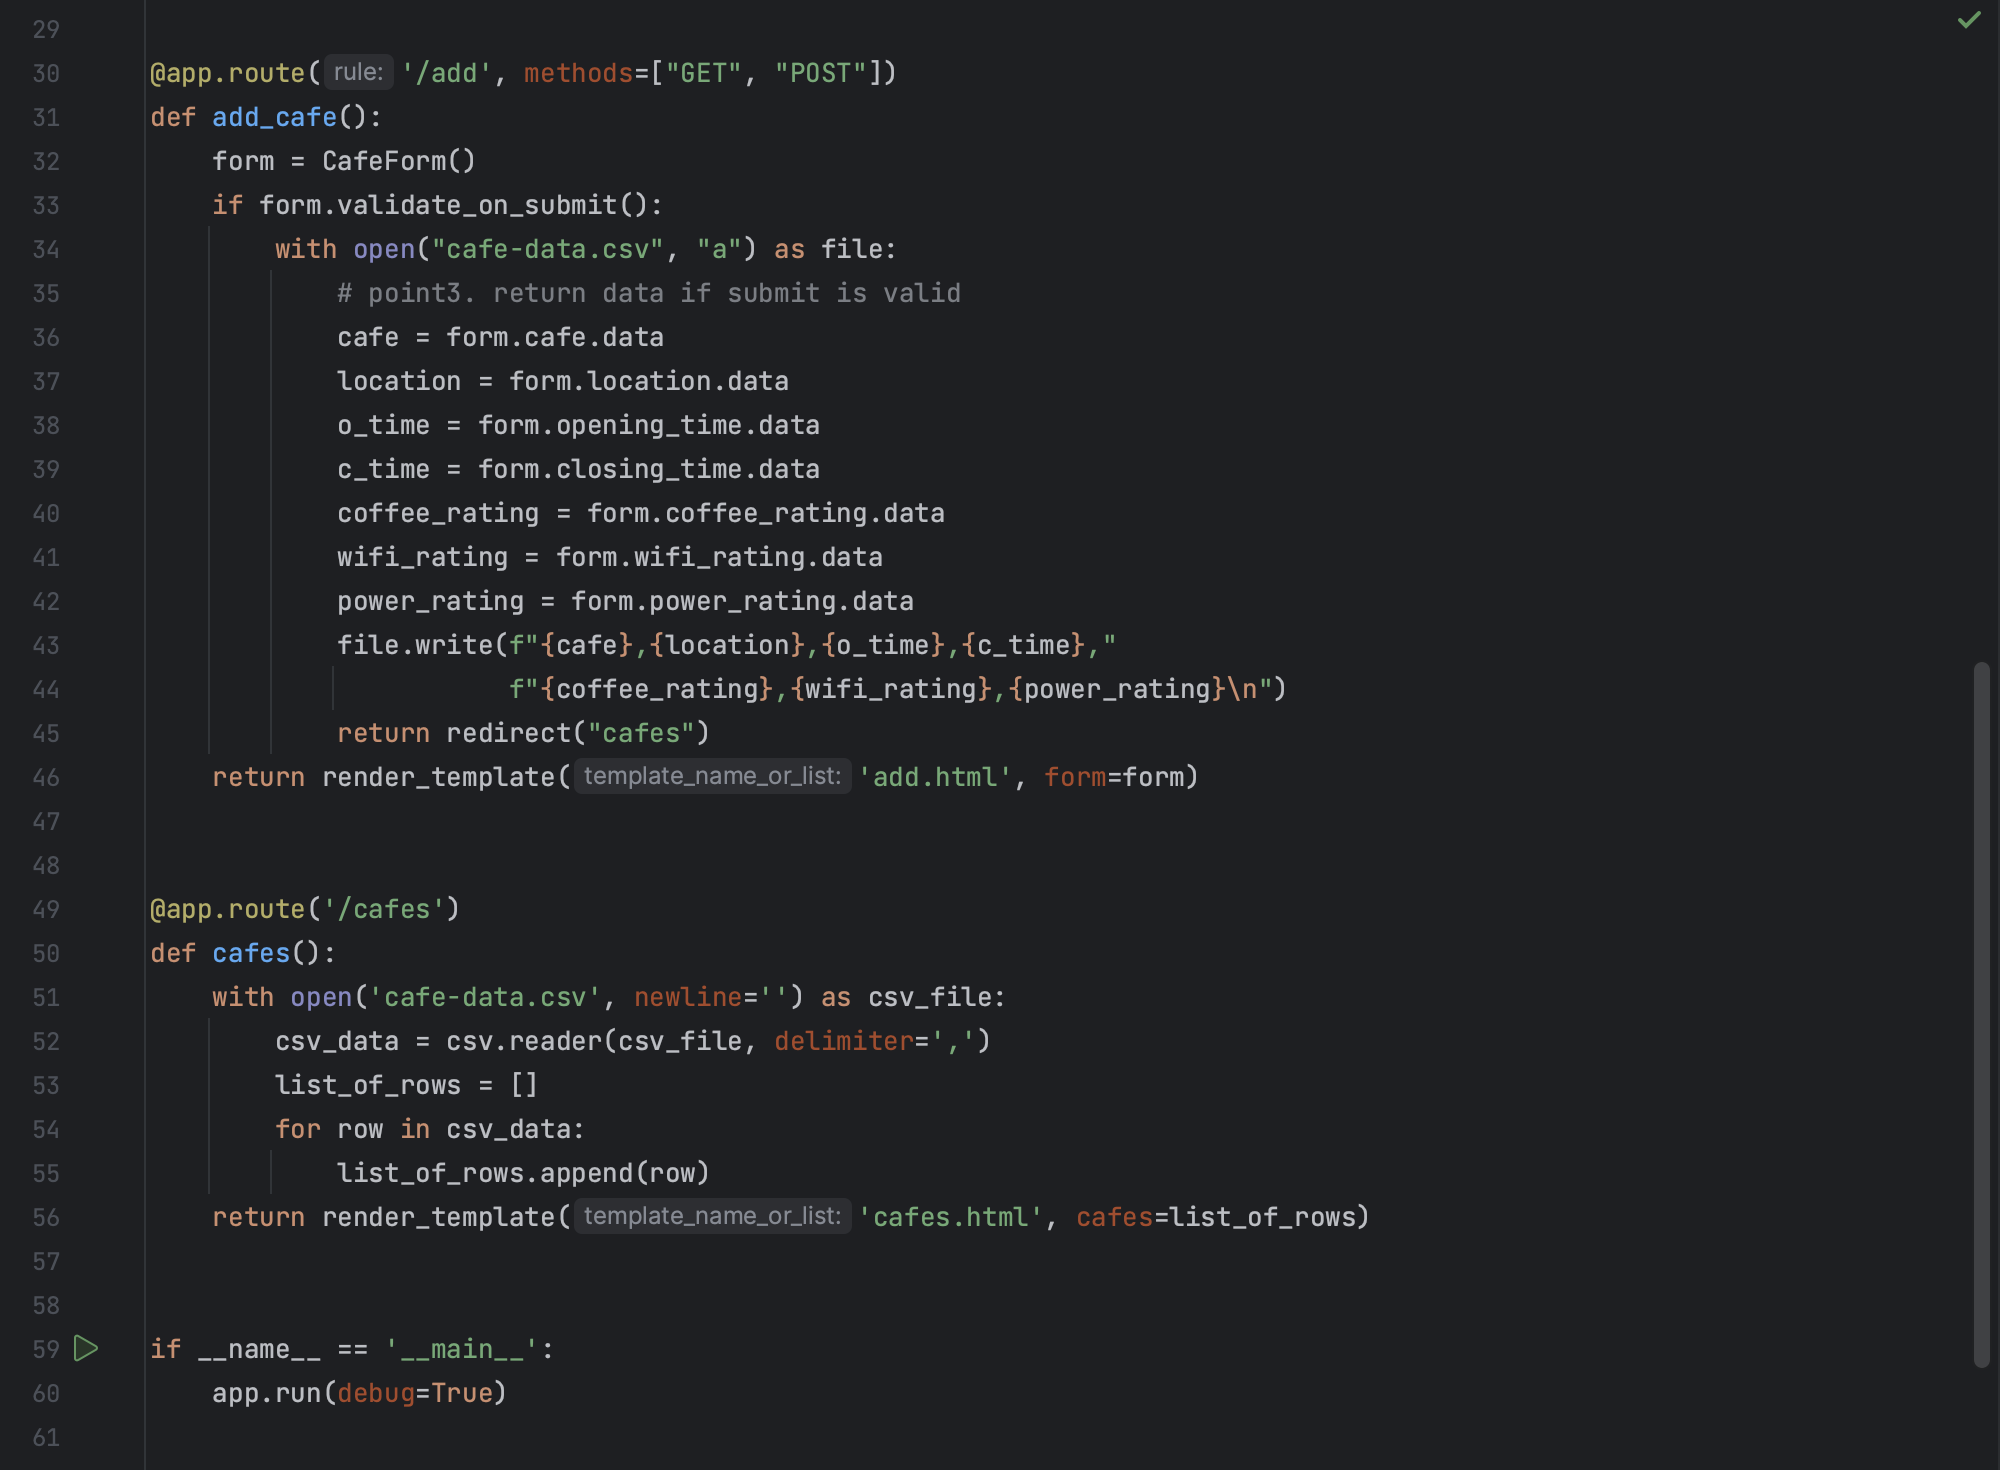 29
30 @app.route( rule: '/add', methods=["GET", "POST"])
31 def add_cafe():
32     form = CafeForm()
33     if form.validate_on_submit():
34         with open("cafe-data.csv", "a") as file:
35             # point3. return data if submit is valid
36             cafe = form.cafe.data
37             location = form.location.data
38             o_time = form.opening_time.data
39             c_time = form.closing_time.data
40             coffee_rating = form.coffee_rating.data
41             wifi_rating = form.wifi_rating.data
42             power_rating = form.power_rating.data
43             file.write(f"{cafe},{location},{o_time},{c_time},"
44                        f"{coffee_rating},{wifi_rating},{power_rating}\n")
45             return redirect("cafes")
46     return render_template( template_name_or_list: 'add.html', form=form)
47
48
49 @app.route('/cafes')
50 def cafes():
51     with open('cafe-data.csv', newline='') as csv_file:
52         csv_data = csv.reader(csv_file, delimiter=',')
53         list_of_rows = []
54         for row in csv_data:
55             list_of_rows.append(row)
56     return render_template( template_name_or_list: 'cafes.html', cafes=list_of_rows)
57
58
59 if __name__ == '__main__':
60     app.run(debug=True)
61